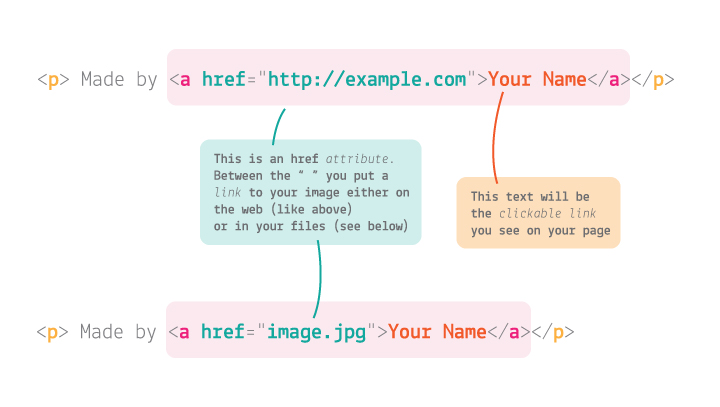 <p> Made by <a href="http://example.com">Your Name</a></p>
This is an href attribute.
Between the “ ” you put a
link to your image either on
the web (like above)
or in your files (see below)
This text will be
the clickable link
you see on your page
<p> Made by <a href="image.jpg">Your Name</a></p>